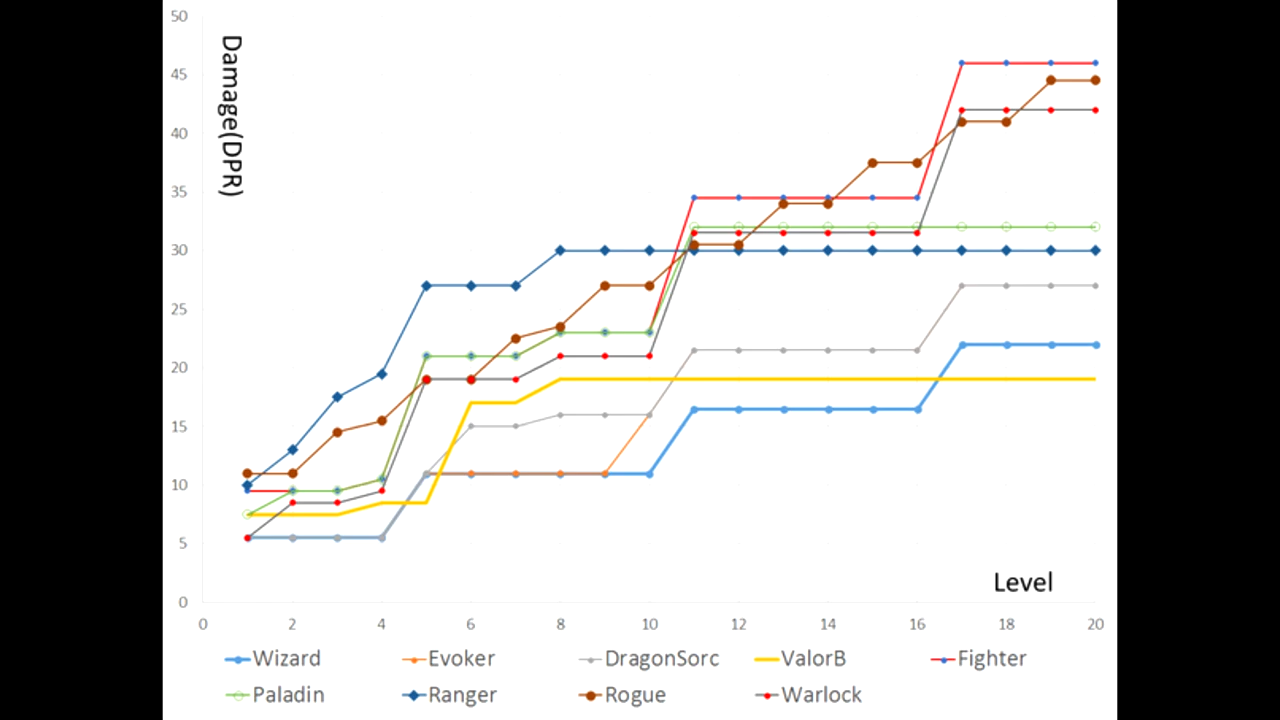 50
Damage(DPR)
45
40
35
30
25
20
15
10
5
Level
0
0 2 4 6 8 10 12 14 16 18 20
Wizard Evoker DragonSorc ValorB Fighter
Paladin Ranger Rogue Warlock